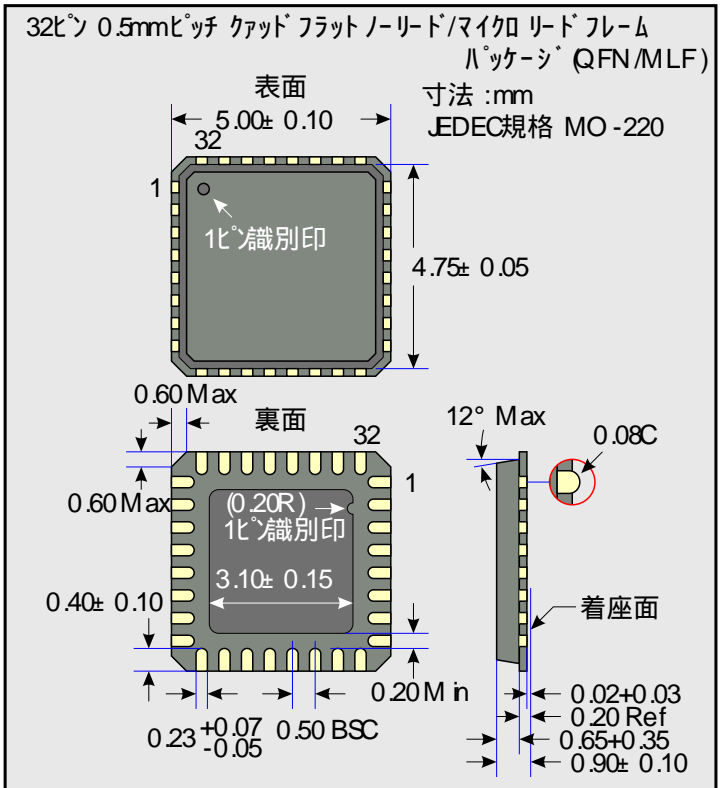 32ﾋﾟﾝ 0.5mmﾋﾟｯﾁ ｸｧｯﾄﾞ ﾌﾗｯﾄ ﾉｰﾘｰﾄﾞ/ﾏｲｸﾛ ﾘｰﾄﾞ ﾌﾚｰﾑ
ﾊﾟｯｹｰｼﾞ (QFN/MLF)
表面
寸法 :mm
5.00± 0.10
JEDEC規格 MO-220
32
1
1ﾋﾟﾝ識別印
4.75± 0.05
0.60 Max
裏面
32
12° Max
0.08C
1
0.60 Max
(0.20R)
1ﾋﾟﾝ識別印
3.10± 0.15
0.40± 0.10
着座面
0.20 Min
0.02+0.03
0.23 +0.07
-0.05
0.50 BSC
0.20 Ref
0.65+0.35
0.90± 0.10